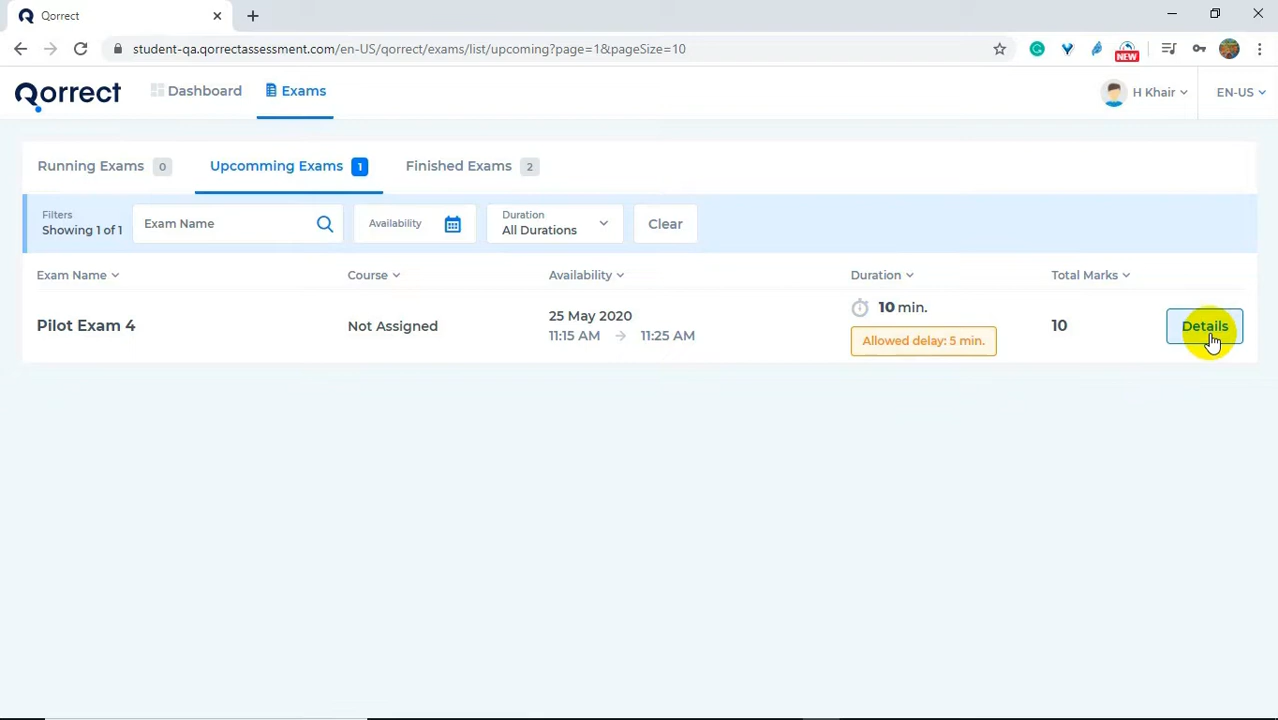 Qorrect
student-qa.qorrectassessment.com/en-US/qorrect/exams/list/upcoming?page=1&pageSize=10
NEW
Qorrect Dashboard Exams H Khair EN-US
Running Exams 0 Upcomming Exams 1 Finished Exams 2
Filters
Showing 1 of 1
Exam Name
Availability
Duration
All Durations
Clear
Exam Name Course Availability Duration Total Marks
Pilot Exam 4
Not Assigned
25 May 2020
11:15 AM → 11:25 AM
10 min.
Allowed delay: 5 min.
10
Details